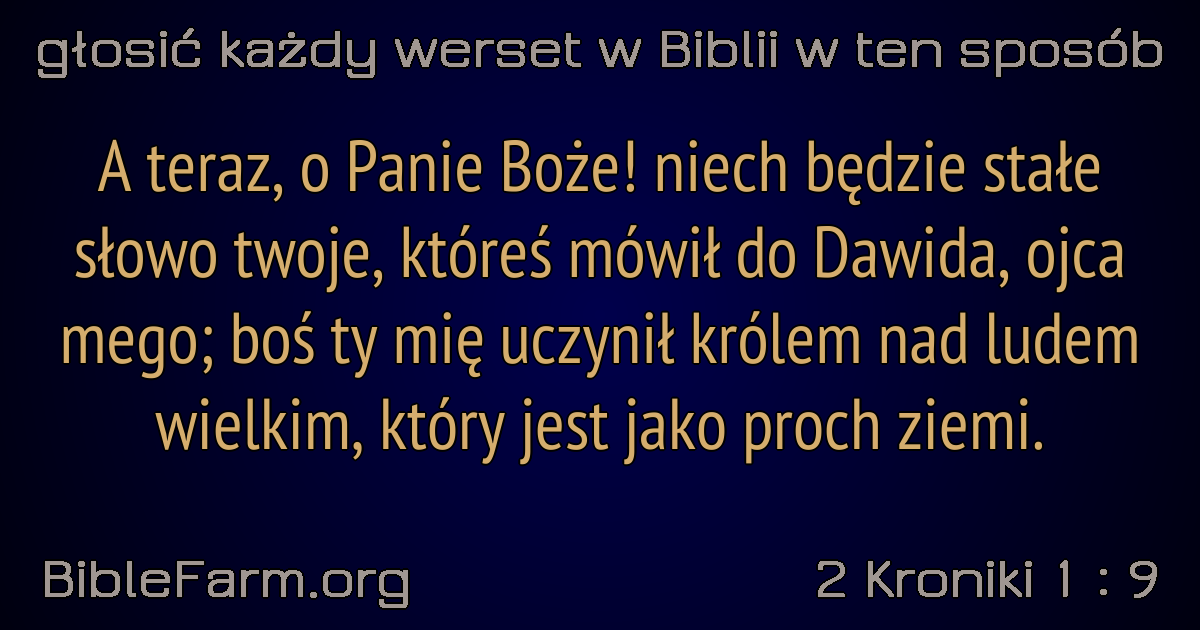 głosić każdy werset w Biblii w ten sposób
A teraz, o Panie Boże! niech będzie stałe
słowo twoje, któreś mówił do Dawida, ojca
mego; boś ty mię uczynił królem nad ludem
wielkim, który jest jako proch ziemi.
BibleFarm.org
2 Kroniki 1 : 9